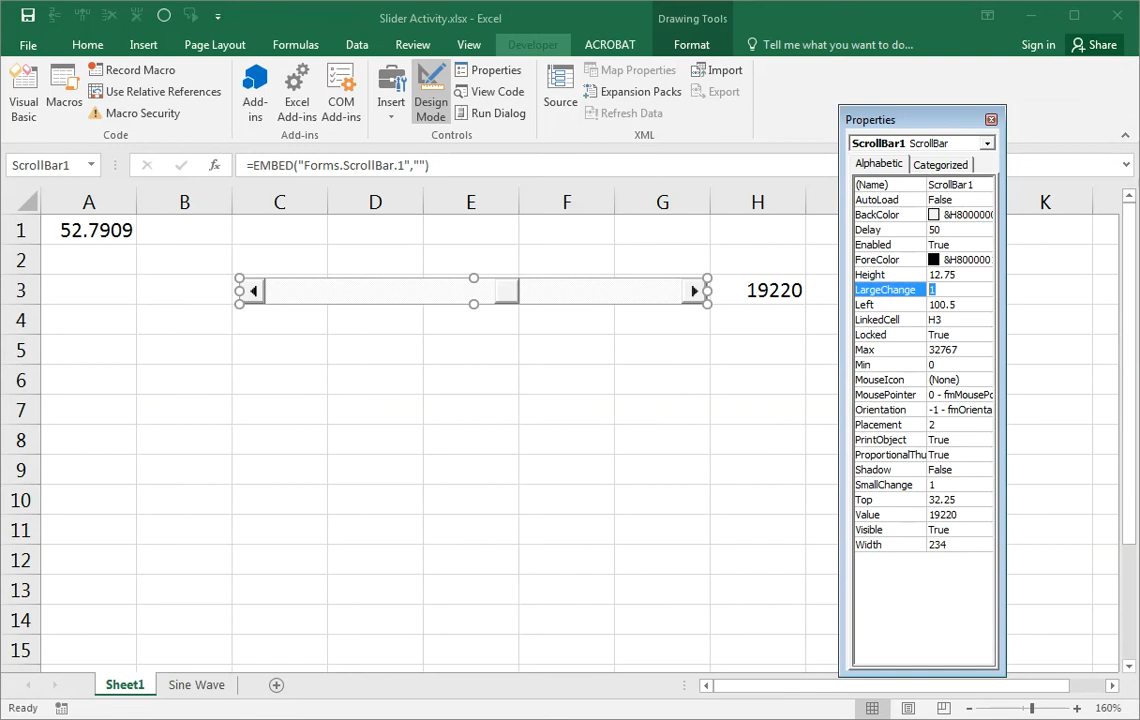 Slider Activity.xlsx - Excel
Drawing Tools
File Home Insert Page Layout Formulas Data Review View Developer ACROBAT Format Tell me what you want to do... Sign in Share
Visual Basic
Macros
Record Macro
Use Relative References
Macro Security
Code
Add-ins
Excel Add-ins
COM Add-ins
Add-ins
Insert
Design Mode
Properties
View Code
Run Dialog
Controls
Source
Map Properties
Expansion Packs
Refresh Data
Import
Export
XML
ScrollBar1 fx =EMBED("Forms.ScrollBar.1","")
A B C D E F G H K
1 52.7909
2
3 19220
4
5
6
7
8
9
10
11
12
13
14
15
Properties
ScrollBar1 ScrollBar
Alphabetic Categorized
(Name) ScrollBar1
AutoLoad False
BackColor &H8000000
Delay 50
Enabled True
ForeColor &H800001
Height 12.75
LargeChange 1
Left 100.5
LinkedCell H3
Locked True
Max 32767
Min 0
MouseIcon (None)
MousePointer 0 - fmMousePo
Orientation -1 - fmOrienta
Placement 2
PrintObject True
ProportionalThu True
Shadow False
SmallChange 1
Top 32.25
Value 19220
Visible True
Width 234
Sheet1 Sine Wave
Ready 160%